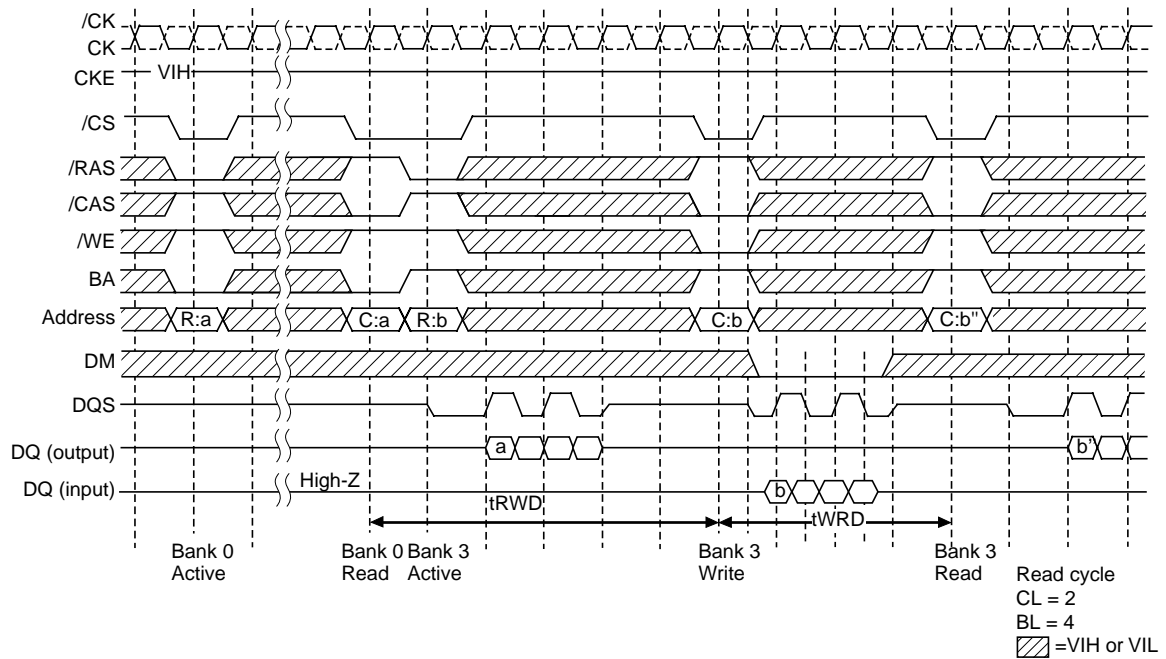 /CK
CK
CKE
VIH
/CS
/RAS
/CAS
/WE
BA
Address
R:a
C:a
R:b
C:b
C:b"
DM
DQS
DQ (output)
a
b"
DQ (input)
High-Z
b
tRWD
tWRD
Bank 0
Active
Bank 0
Read
Bank 3
Active
Bank 3
Write
Bank 3
Read
Read cycle
CL = 2
BL = 4
=VIH or VIL